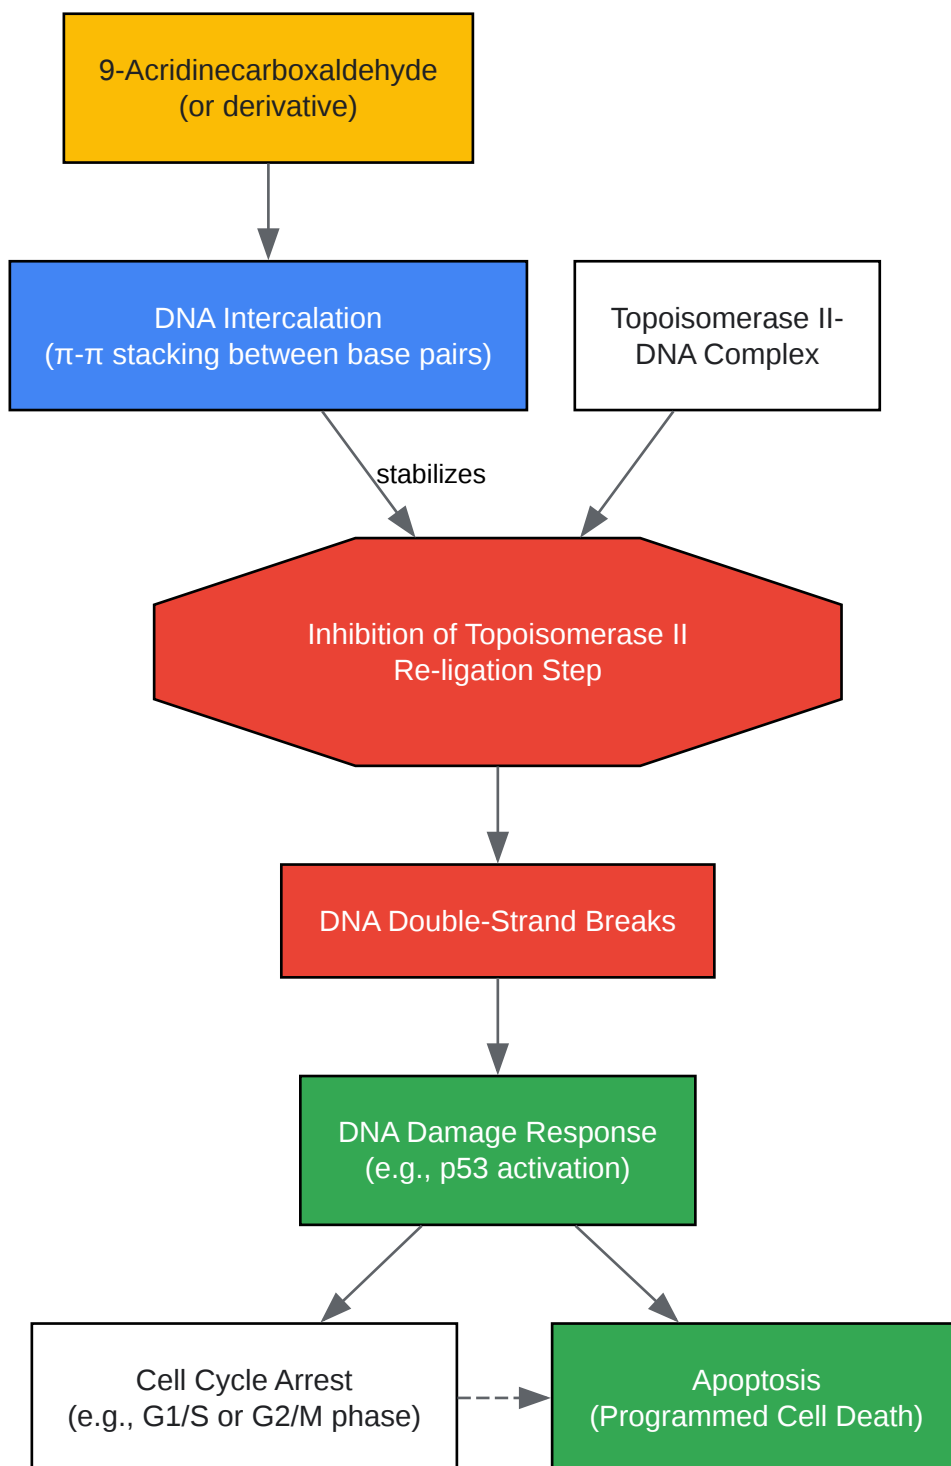 9-Acridinecarboxaldehyde
(or derivative)
DNA Intercalation
(π-π stacking between base pairs)
Topoisomerase II-
DNA Complex
stabilizes
Inhibition of Topoisomerase II
Re-ligation Step
DNA Double-Strand Breaks
DNA Damage Response
(e.g., p53 activation)
Cell Cycle Arrest
(e.g., G1/S or G2/M phase)
Apoptosis
(Programmed Cell Death)